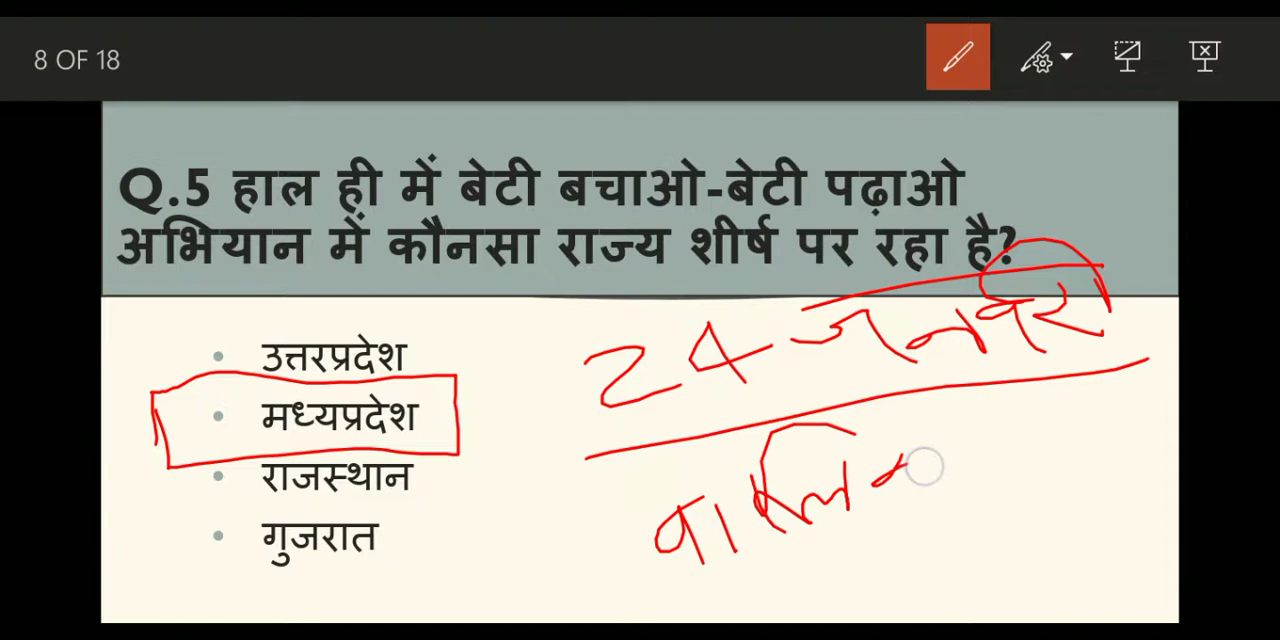 8 OF 18
Q.5 हाल ही में बेटी बचाओ-बेटी पढ़ाओ
अभियान में कौनसा राज्य शीर्ष पर रहा है?
उत्तरप्रदेश
मध्यप्रदेश
राजस्थान
गुजरात
24 जनवरी